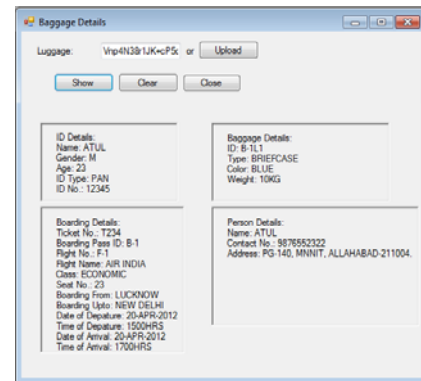 Baggage Details
Luggage: Vnp4N3&r1JK+cP5c or Upload
Show Clear Close
ID Details:
Name: ATUL
Gender: M
Age: 23
ID Type: PAN
ID No.: 12345
Baggage Details:
ID: B-1L1
Type: BRIEFCASE
Color: BLUE
Weight: 10KG
Boarding Details:
Ticket No.: T234
Boarding Pass ID: B-1
Flight No.: F-1
Flight Name: AIR INDIA
Class: ECONOMIC
Seat No.: 23
Boarding From: LUCKNOW
Boarding Upto: NEW DELHI
Date of Depature: 20-APR-2012
Time of Depature: 1500HRS
Date of Arrival: 20-APR-2012
Time of Arrival: 1700HRS
Person Details:
Name: ATUL
Contact No.: 9876552322
Address: PG-140, MNNIT, ALLAHABAD-211004.